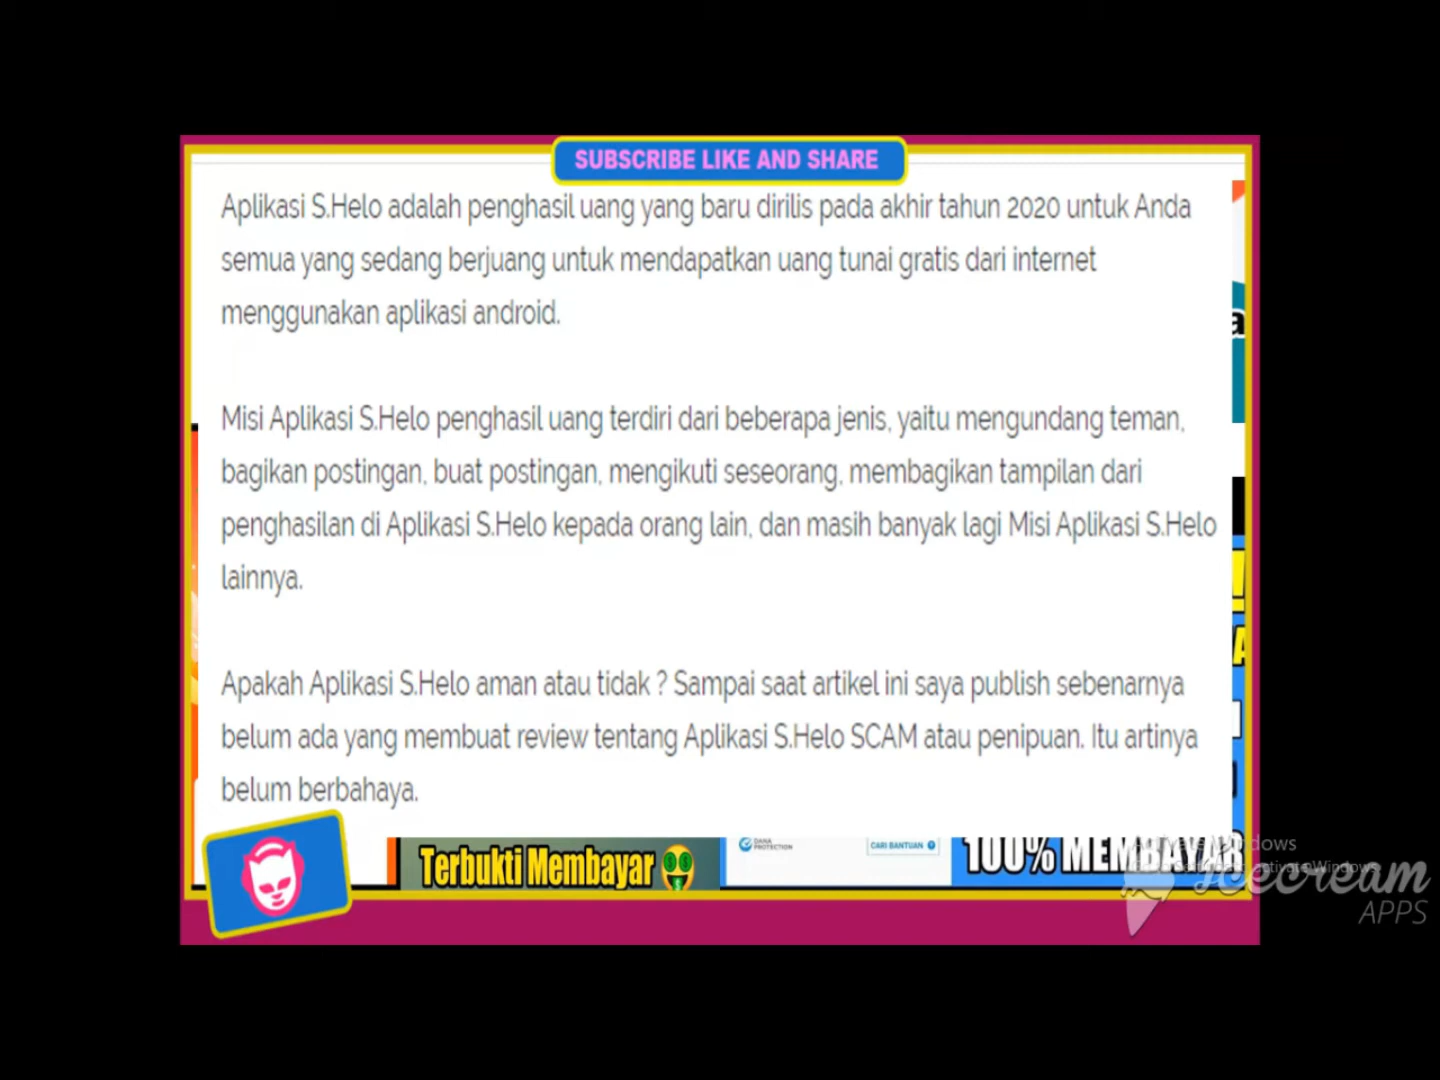 SUBSCRIBE LIKE AND SHARE
Aplikasi S.Helo adalah penghasil uang yang baru dirilis pada akhir tahun 2020 untuk Anda
semua yang sedang berjuang untuk mendapatkan uang tunai gratis dari internet
menggunakan aplikasi android.
Misi Aplikasi S.Helo penghasil uang terdiri dari beberapa jenis, yaitu mengundang teman,
bagikan postingan, buat postingan, mengikuti seseorang, membagikan tampilan dari
penghasilan di Aplikasi S.Helo kepada orang lain, dan masih banyak lagi Misi Aplikasi S.Helo
lainnya.
Apakah Aplikasi S.Helo aman atau tidak ? Sampai saat artikel ini saya publish sebenarnya
belum ada yang membuat review tentang Aplikasi S.Helo SCAM atau penipuan. Itu artinya
belum berbahaya.
Terbukti Membayar
DANA
PROTECTION
CARI BANTUAN
100% MEMBAYAR
Activate Windows
Icecream
APPS